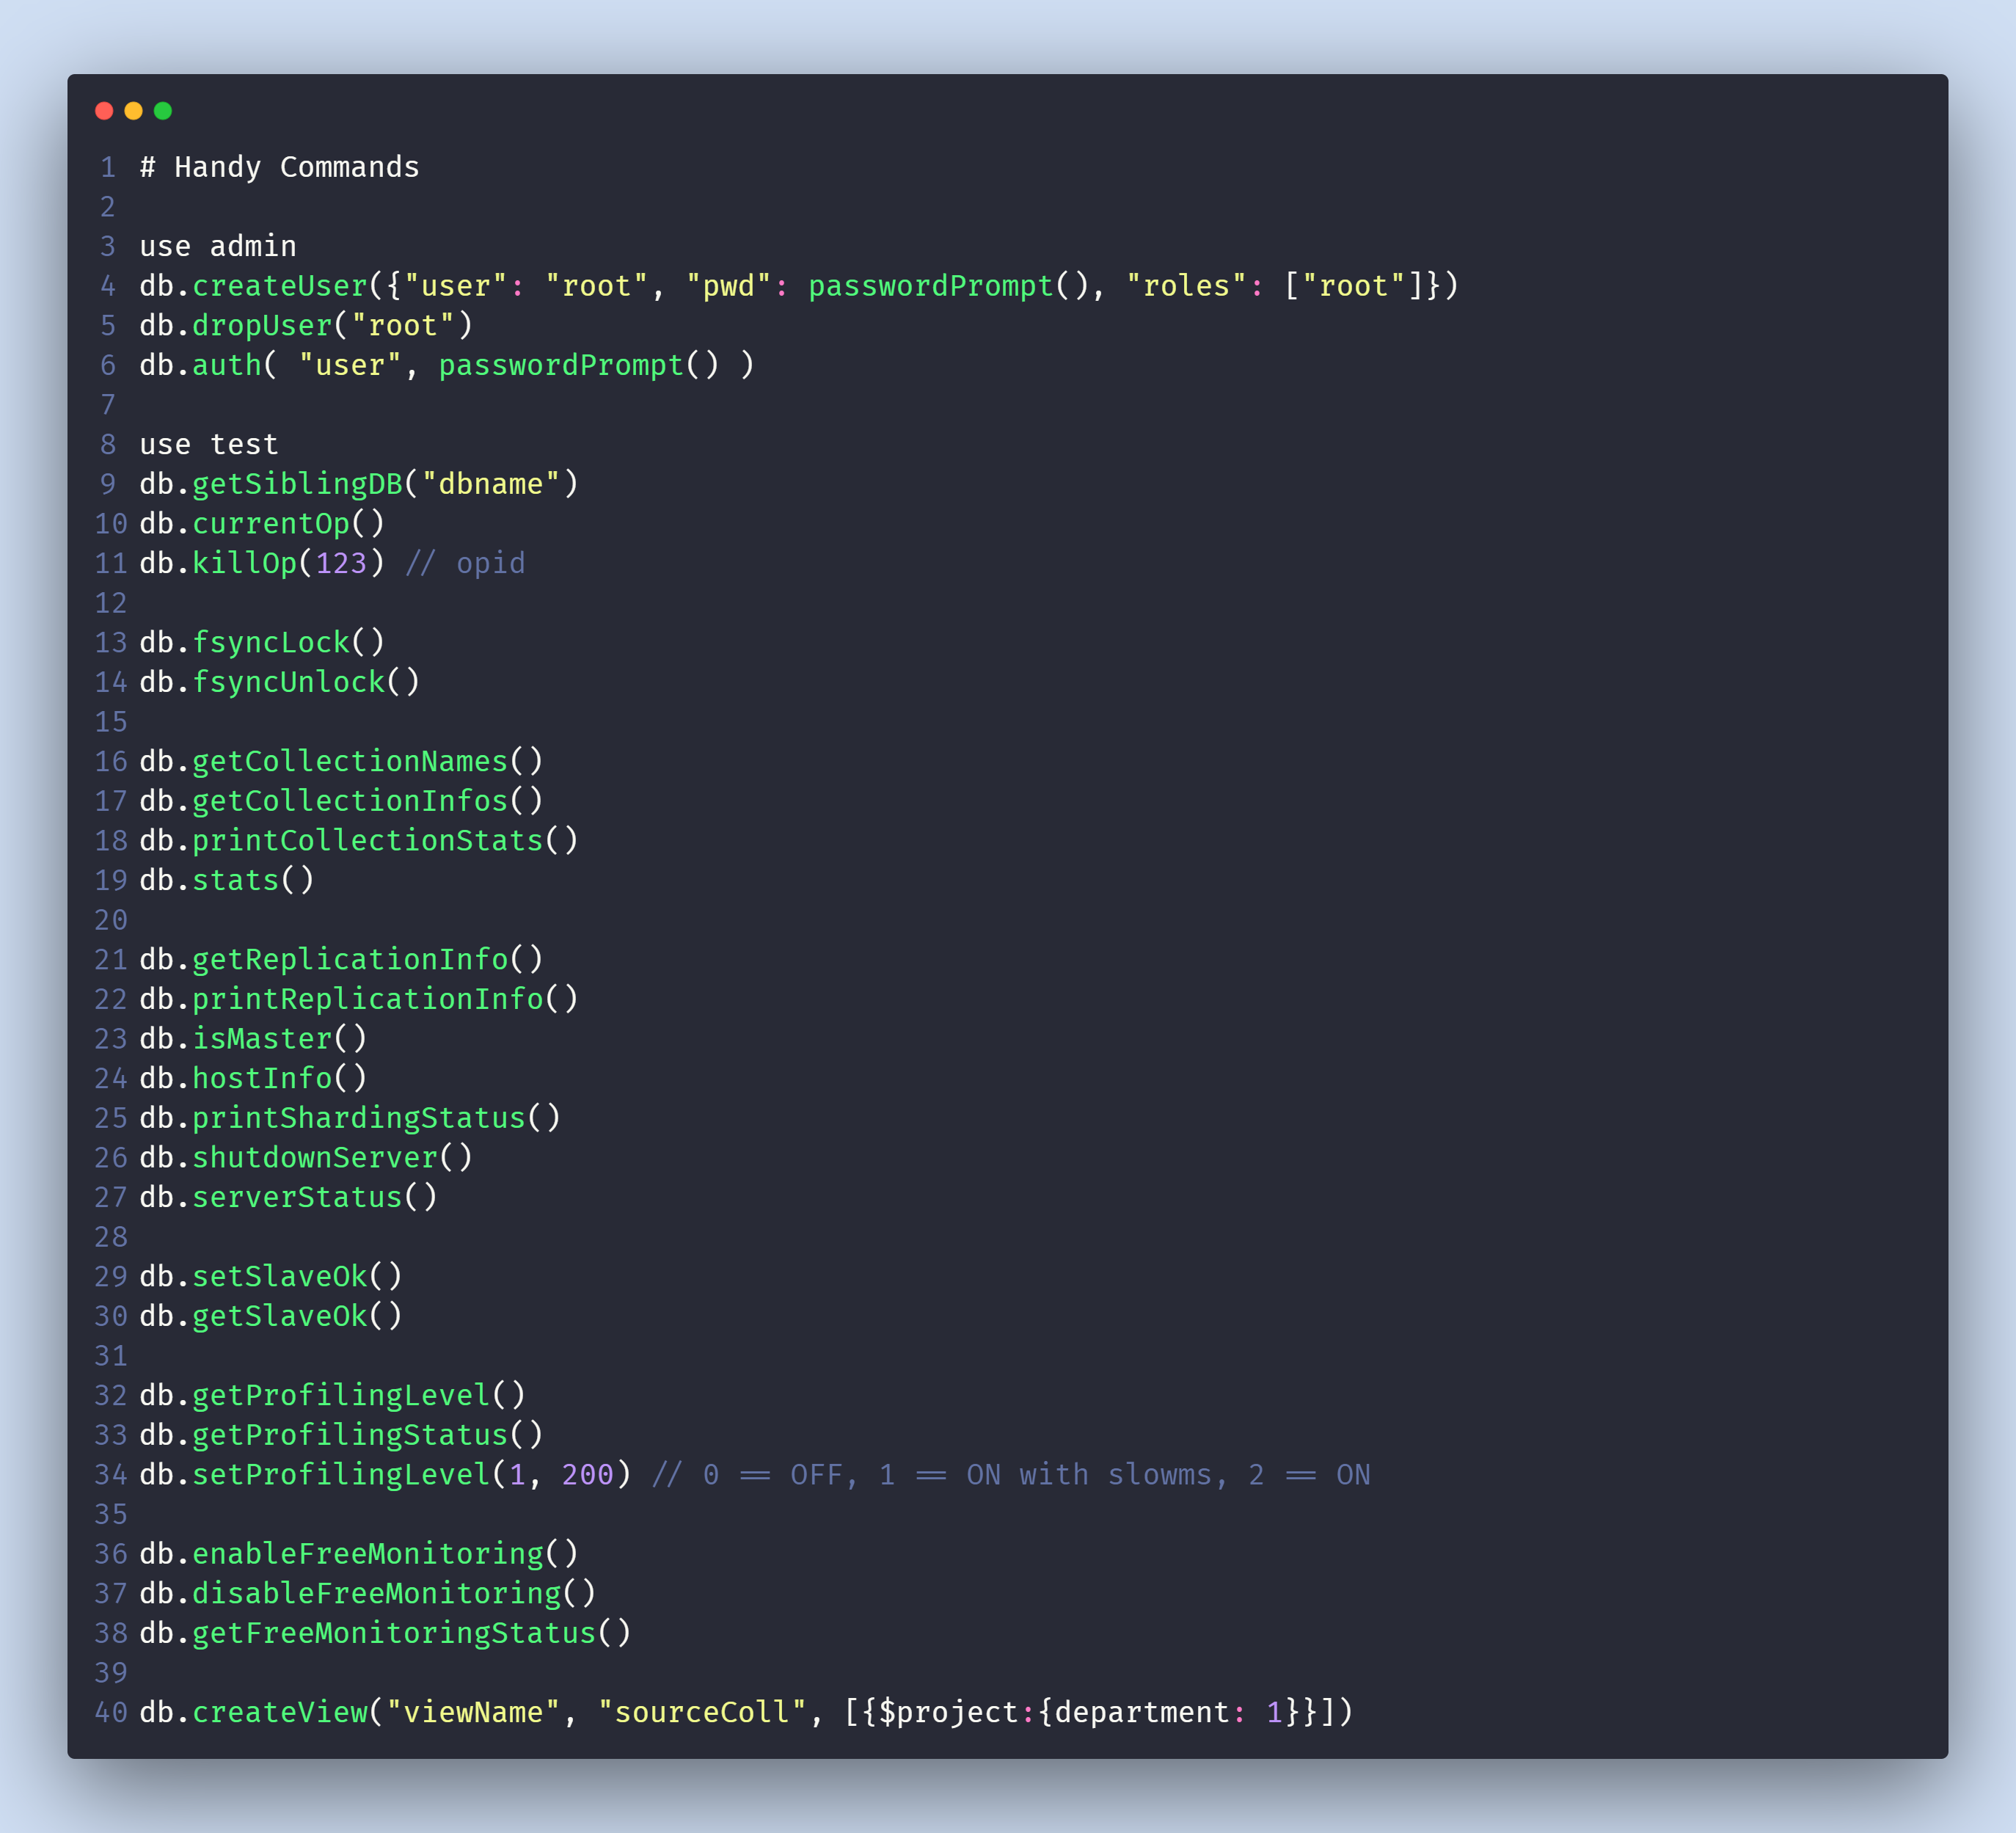 1 # Handy Commands
2
3 use admin
4 db.createUser({"user": "root", "pwd": passwordPrompt(), "roles": ["root"]})
5 db.dropUser("root")
6 db.auth( "user", passwordPrompt() )
7
8 use test
9 db.getSiblingDB("dbname")
10 db.currentOp()
11 db.killOp(123) // opid
12
13 db.fsyncLock()
14 db.fsyncUnlock()
15
16 db.getCollectionNames()
17 db.getCollectionInfos()
18 db.printCollectionStats()
19 db.stats()
20
21 db.getReplicationInfo()
22 db.printReplicationInfo()
23 db.isMaster()
24 db.hostInfo()
25 db.printShardingStatus()
26 db.shutdownServer()
27 db.serverStatus()
28
29 db.setSlaveOk()
30 db.getSlaveOk()
31
32 db.getProfilingLevel()
33 db.getProfilingStatus()
34 db.setProfilingLevel(1, 200) // 0 == OFF, 1 == ON with slowms, 2 == ON
35
36 db.enableFreeMonitoring()
37 db.disableFreeMonitoring()
38 db.getFreeMonitoringStatus()
39
40 db.createView("viewName", "sourceColl", [{$project:{department: 1}}])